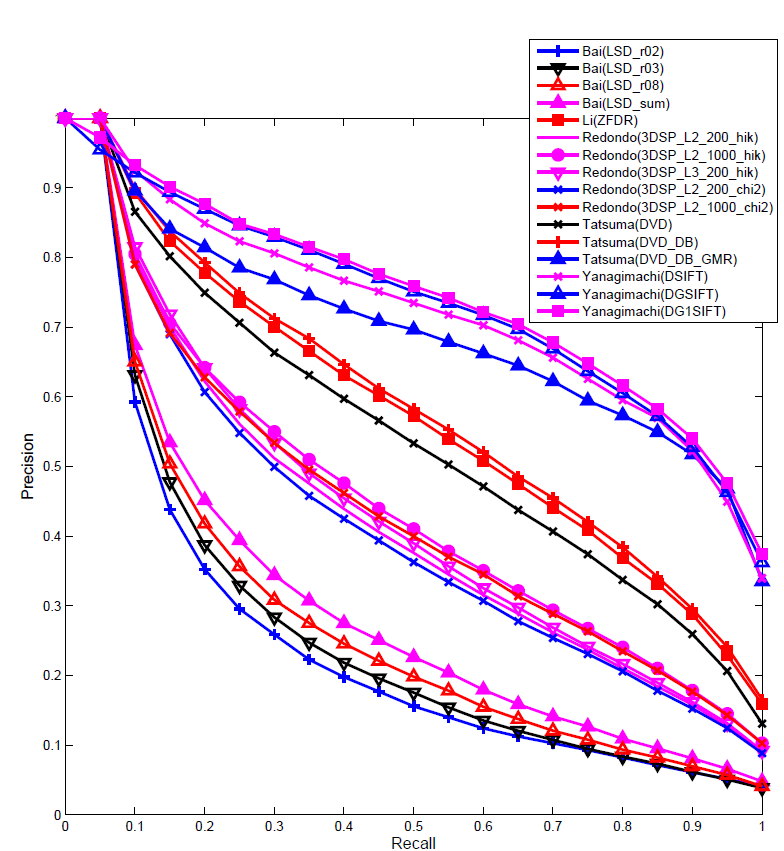 Bai(LSD_r02)
Bai(LSD_r03)
Bai(LSD_r08)
Bai(LSD_sum)
Li(ZFDR)
Redondo(3DSP_L2_200_hik)
Redondo(3DSP_L2_1000_hik)
Redondo(3DSP_L3_200_hik)
Redondo(3DSP_L2_200_chi2)
Redondo(3DSP_L2_1000_chi2)
Tatsuma(DVD)
Tatsuma(DVD_DB)
Tatsuma(DVD_DB_GMR)
Yanagimachi(DSIFT)
Yanagimachi(DGSIFT)
Yanagimachi(DG1SIFT)
0.9
0.8
0.7
0.6
0.5
0.4
0.3
0.2
0.1
0
Precision
0 0.1 0.2 0.3 0.4 0.5 0.6 0.7 0.8 0.9 1
Recall